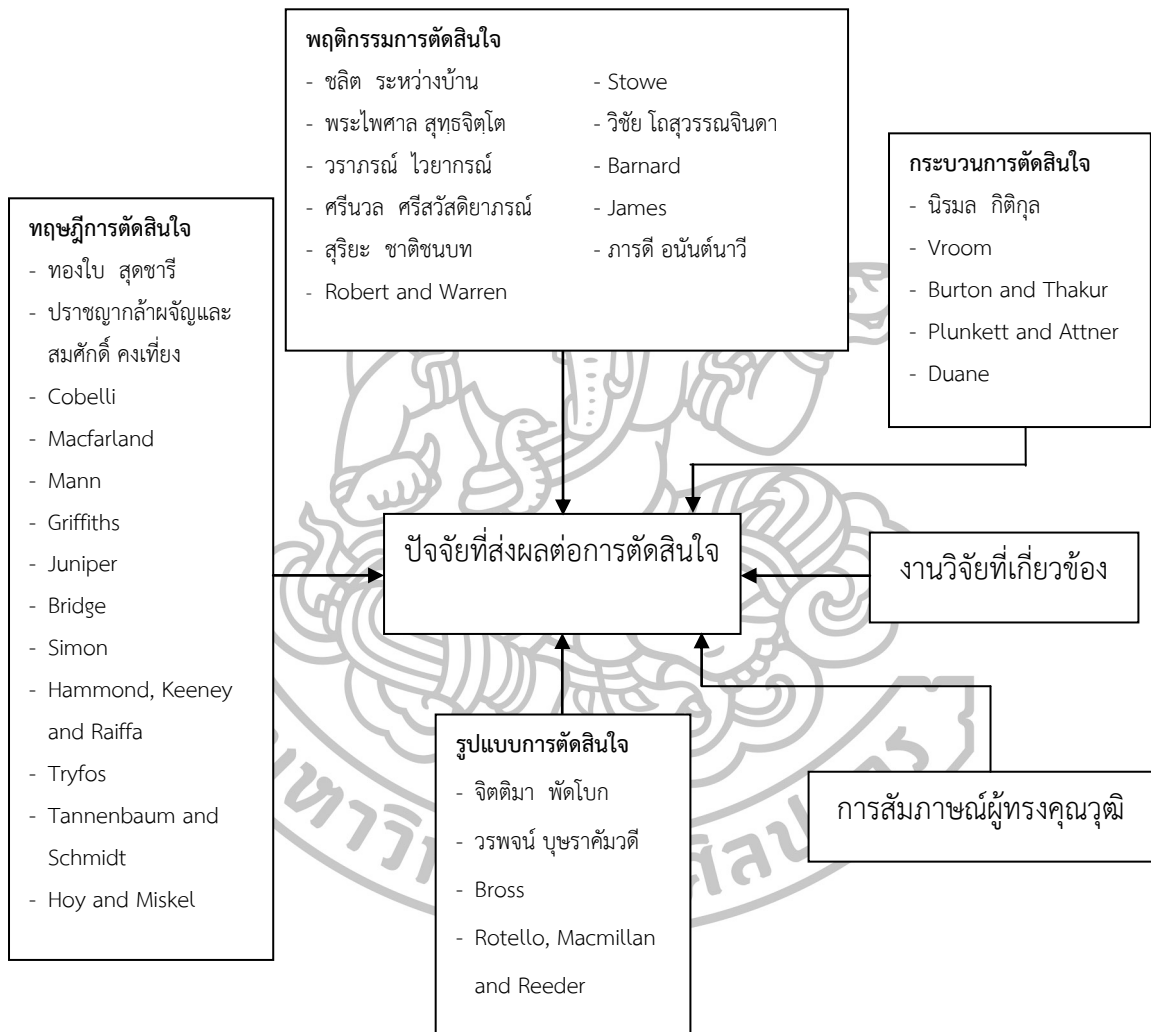 พฤติกรรมการตัดสินใจ
- ชลิต ระหว่างบ้าน
- พระไพศาล สุทฺธจิตฺโต
- วราภรณ์ ไวยากรณ์
- ศรีนวล ศรีสวัสดิยาภรณ์
- สุริยะ ชาติชนบท
- Robert and Warren
- Stowe
- วิชัย โถสุวรรณจินดา
- Barnard
- James
- ภารดี อนันต์นาวี
กระบวนการตัดสินใจ
- นิรมล กิติกุล
- Vroom
- Burton and Thakur
- Plunkett and Attner
- Duane
ทฤษฎีการตัดสินใจ
- ทองใบ สุดชารี
- ปราชญากล้าผจัญและ
สมศักดิ์ คงเที่ยง
- Cobelli
- Macfarland
- Mann
- Griffiths
- Juniper
- Bridge
- Simon
- Hammond, Keeney
and Raiffa
- Tryfos
- Tannenbaum and
Schmidt
- Hoy and Miskel
ปัจจัยที่ส่งผลต่อการตัดสินใจ
งานวิจัยที่เกี่ยวข้อง
รูปแบบการตัดสินใจ
- จิตติมา พัดโบก
- วรพจน์ บุษราคัมวดี
- Bross
- Rotello, Macmillan
and Reeder
การสัมภาษณ์ผู้ทรงคุณวุฒิ